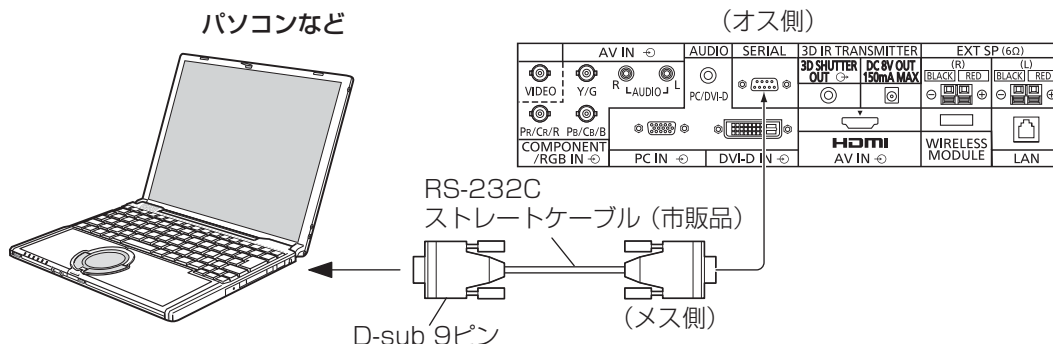 パソコンなど
(オス側)
AV IN
AUDIO
SERIAL
3D IR TRANSMITTER
EXT SP (6Ω)
3D SHUTTER
OUT
DC 8V OUT
150mA MAX
(R)
BLACK RED
(L)
BLACK RED
VIDEO
Y/G
R AUDIO L
PC/DVI-D
PR/CR/R
PB/CB/B
COMPONENT
/RGB IN
PC IN
DVI-D IN
HDMI
AV IN
WIRELESS
MODULE
LAN
RS-232C
ストレートケーブル (市販品)
(メス側)
D-sub 9ピン